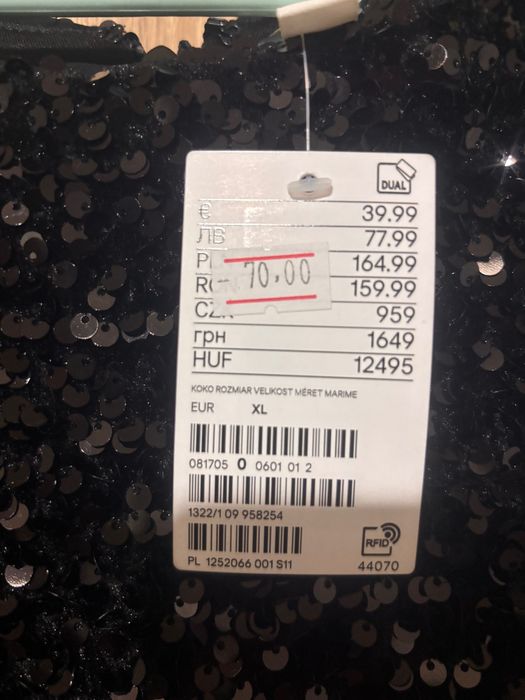 DUAL
€ 39.99
ЛВ 77.99
PL 164.99
70.00
159.99
959
грн 1649
HUF 12495
KOKO ROZMIAR VELIKOST MÉRET MARIME
EUR XL
081705 0 0601 01 2
1322/1 09 958254
RFID
PL 1252066 001 S11 44070